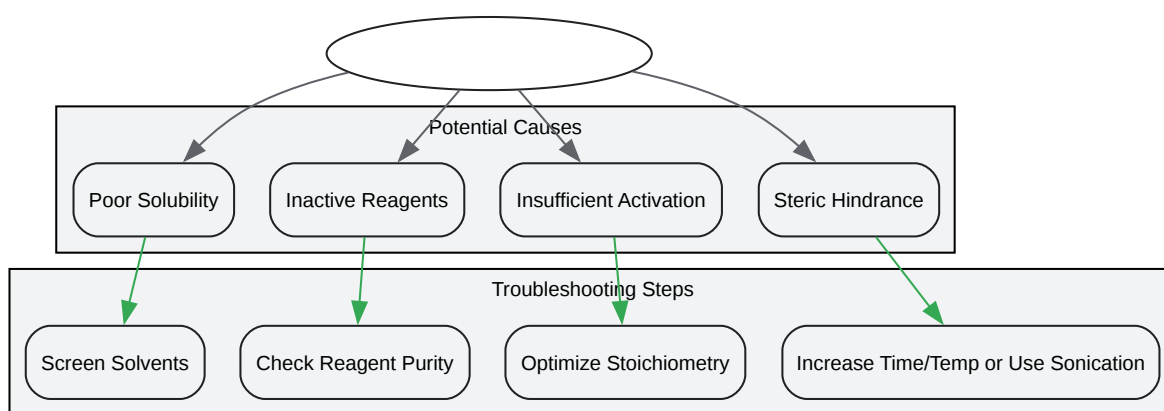 Potential Causes
Poor Solubility
Inactive Reagents
Insufficient Activation
Steric Hindrance
Troubleshooting Steps
Screen Solvents
Check Reagent Purity
Optimize Stoichiometry
Increase Time/Temp or Use Sonication